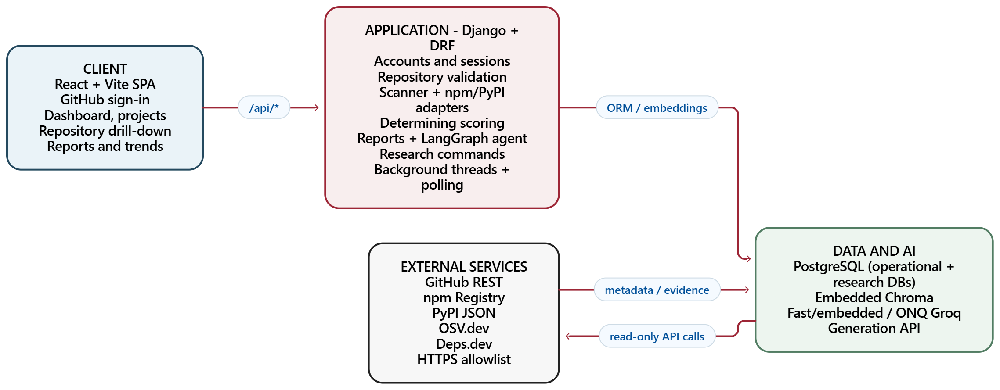 CLIENT
React + Vite SPA
GitHub sign-in
Dashboard, projects
Repository drill-down
Reports and trends
/api/*
APPLICATION - Django +
DRF
Accounts and sessions
Repository validation
Scanner + npm/PyPI
adapters
Determining scoring
Reports + LangGraph agent
Research commands
Background threads +
polling
ORM / embeddings
EXTERNAL SERVICES
GitHub REST
npm Registry
PyPI JSON
OSV.dev
Deps.dev
HTTPS allowlist
metadata / evidence
read-only API calls
DATA AND AI
PostgreSQL (operational +
research DBs)
Embedded Chroma
Fast/embedded / ONQ Groq
Generation API